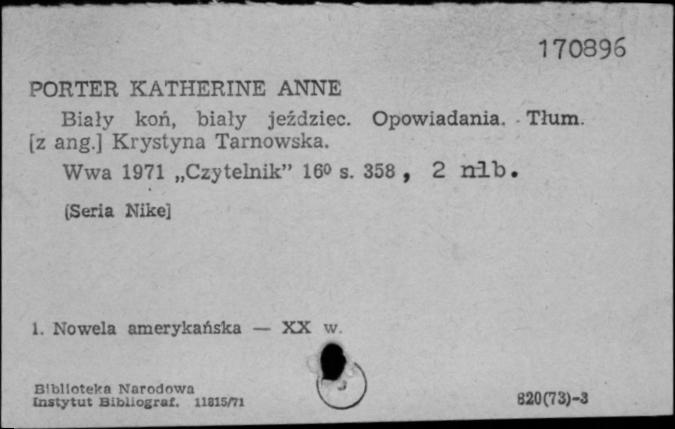 170896
PORTER KATHERINE ANNE
Biały koń, biały jeździec. Opowiadania. Tłum.
[z ang.] Krystyna Tarnowska.
Wwa 1971 „Czytelnik” 16⁰ s. 358, 2 nlb.
(Seria Nike]
1. Nowela amerykańska — XX w.
Biblioteka Narodowa
Instytut Bibliograf. 11815/71
820(73)-3